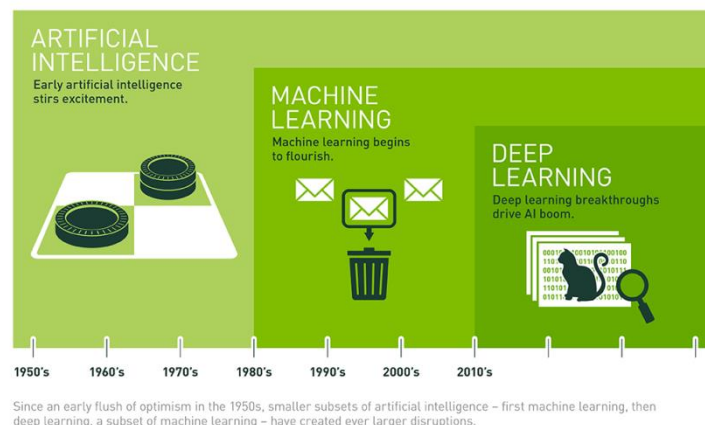 ARTIFICIAL
INTELLIGENCE
Early artificial intelligence
stirs excitement.
MACHINE
LEARNING
Machine learning begins
to flourish.
DEEP
LEARNING
Deep learning breakthroughs
drive AI boom.
1950's 1960's 1970's 1980's 1990's 2000's 2010's
Since an early flush of optimism in the 1950s, smaller subsets of artificial intelligence – first machine learning, then
deep learning, a subset of machine learning – have created ever larger disruptions.